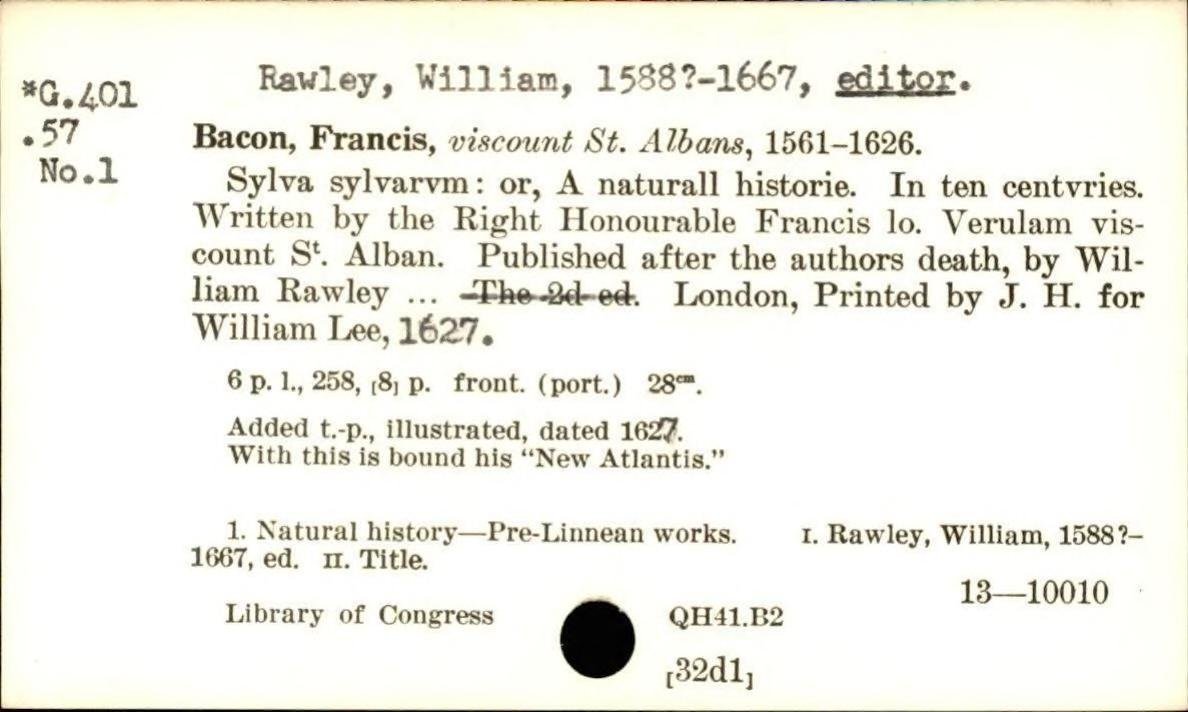 Rawley, William, 1588?-1667, editor.
*G.401
.57
No.1
Bacon, Francis, viscount St. Albans, 1561-1626.
Sylva sylvarvm: or, A naturall historie. In ten centvries.
Written by the Right Honourable Francis lo. Verulam vis-
count Sᵗ. Alban. Published after the authors death, by Wil-
liam Rawley ... The 2d ed. London, Printed by J. H. for
William Lee, 1627.
6 p. l., 258, [8] p. front. (port.) 28ᶜᵐ.
Added t.-p., illustrated, dated 1627.
With this is bound his "New Atlantis."
1. Natural history—Pre-Linnean works. I. Rawley, William, 1588?-
1667, ed. II. Title.
13—10010
Library of Congress QH41.B2
[32d1]